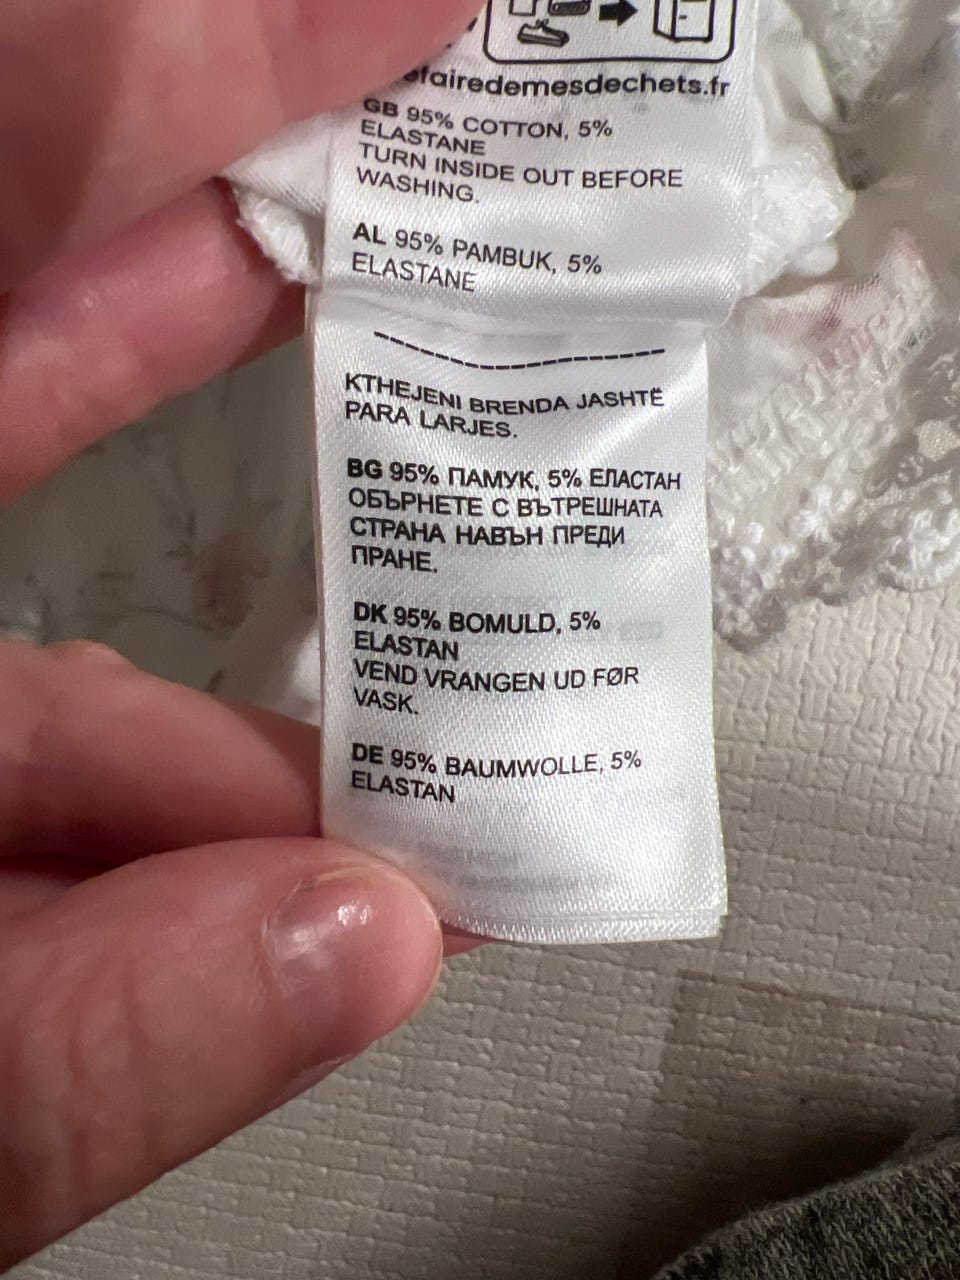 efairedemesdechets.fr
GB 95% COTTON, 5%
ELASTANE
TURN INSIDE OUT BEFORE
WASHING.
AL 95% PAMBUK, 5%
ELASTANE
KTHEJENI BRENDA JASHTË
PARA LARJES.
BG 95% ПАМУК, 5% ЕЛАСТАН
ОБЪРНЕТЕ С ВЪТРЕШНАТА
СТРАНА НАВЪН ПРЕДИ
ПРАНЕ.
DK 95% BOMULD, 5%
ELASTAN
VEND VRANGEN UD FØR
VASK.
DE 95% BAUMWOLLE, 5%
ELASTAN